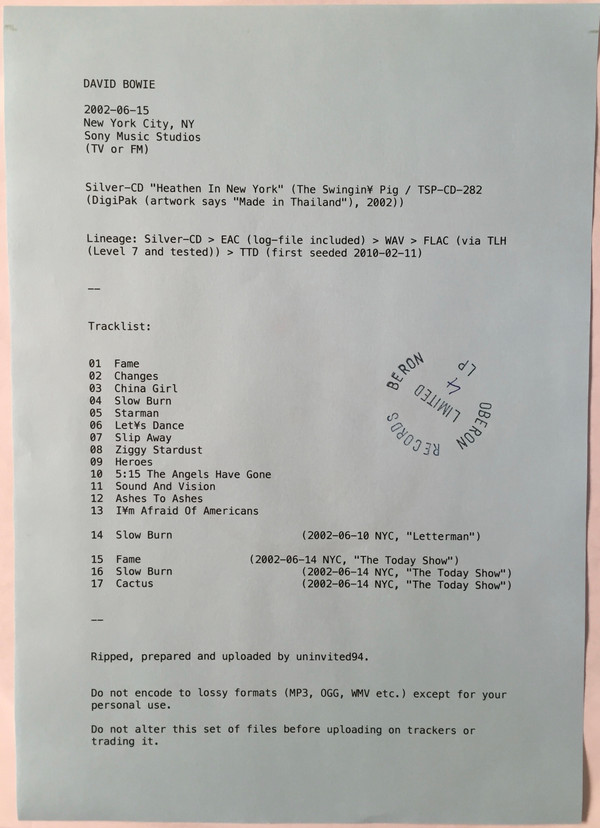 DAVID BOWIE
2002-06-15
New York City, NY
Sony Music Studios
(TV or FM)
Silver-CD "Heathen In New York" (The Swingin¥ Pig / TSP-CD-282
(DigiPak (artwork says "Made in Thailand"), 2002))
Lineage: Silver-CD > EAC (log-file included) > WAV > FLAC (via TLH
(Level 7 and tested)) > TTD (first seeded 2010-02-11)
——
Tracklist:
01 Fame
02 Changes
03 China Girl
04 Slow Burn
05 Starman
06 Let¥s Dance
07 Slip Away
08 Ziggy Stardust
09 Heroes
10 5:15 The Angels Have Gone
11 Sound And Vision
12 Ashes To Ashes
13 I¥m Afraid Of Americans
14 Slow Burn (2002-06-10 NYC, "Letterman")
15 Fame (2002-06-14 NYC, "The Today Show")
16 Slow Burn (2002-06-14 NYC, "The Today Show")
17 Cactus (2002-06-14 NYC, "The Today Show")
——
Ripped, prepared and uploaded by uninvited94.
Do not encode to lossy formats (MP3, OGG, WMV etc.) except for your
personal use.
Do not alter this set of files before uploading on trackers or
trading it.
BERON
OBERON
RECORDS
LIMITED
4
LP